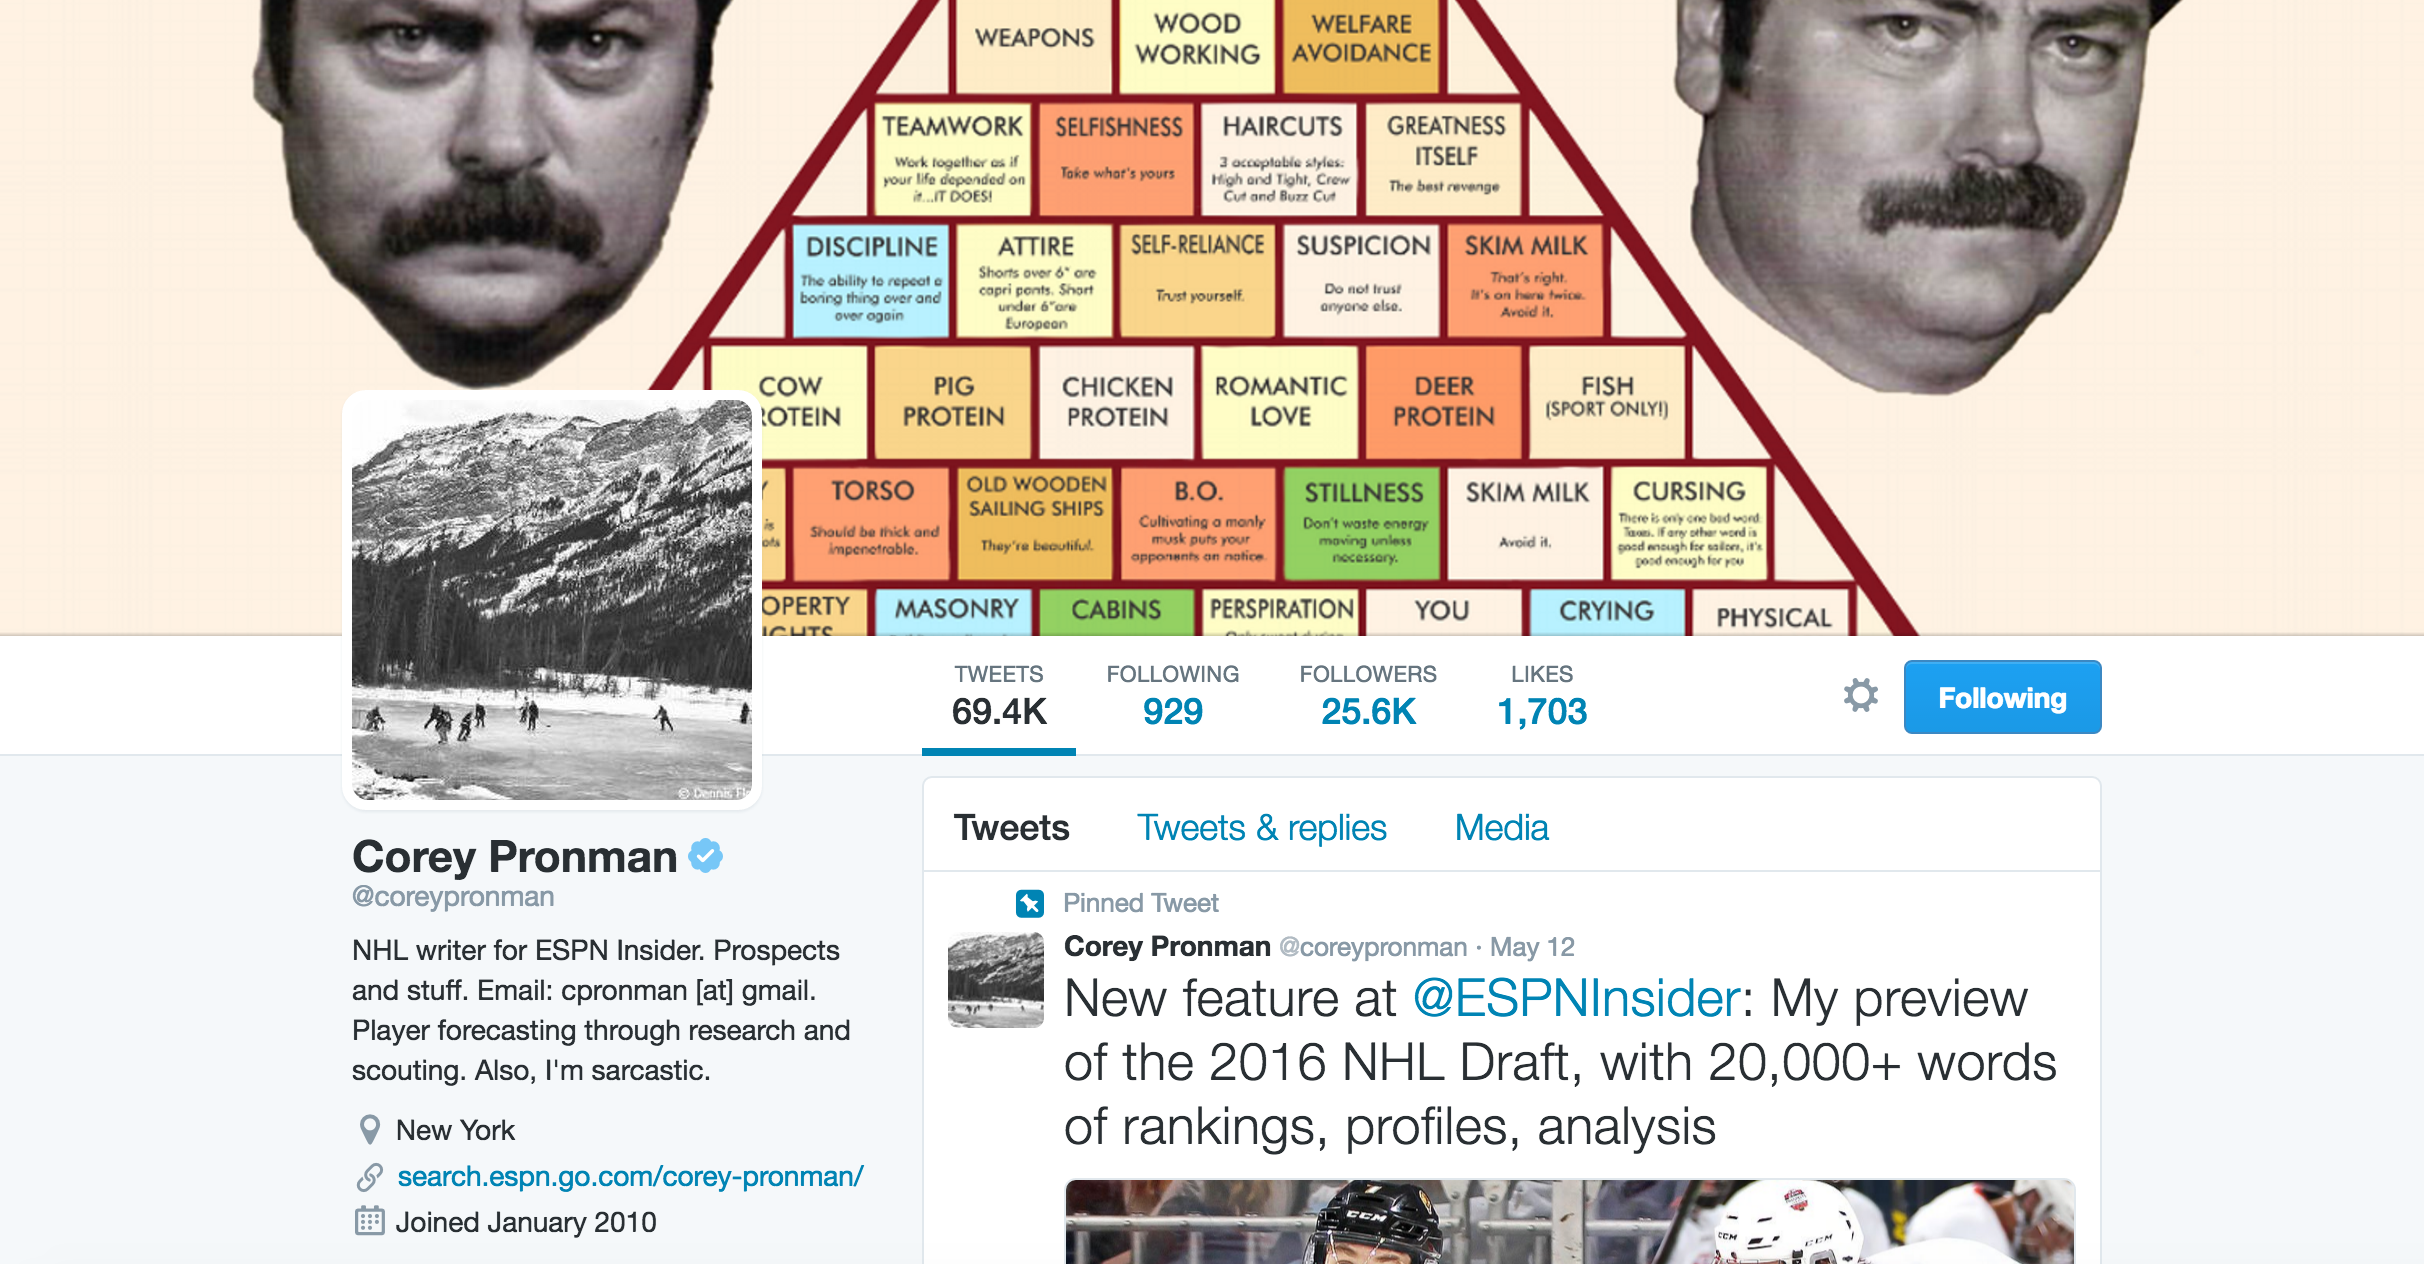 WEAPONS
WOOD
WORKING
WELFARE
AVOIDANCE
TEAMWORK
Work together as if
your life depended on
it...IT DOES!
SELFISHNESS
Take what's yours
HAIRCUTS
3 acceptable styles:
High and Tight, Crew
Cut and Buzz Cut
GREATNESS
ITSELF
The best revenge
DISCIPLINE
The ability to repeat a
boring thing over and
over again
ATTIRE
Shorts over 6" are
capri pants. Short
under 6"are
European
SELF-RELIANCE
Trust yourself.
SUSPICION
Do not trust
anyone else.
SKIM MILK
That's right.
It's on here twice.
Avoid it.
COW
ROTEIN
PIG
PROTEIN
CHICKEN
PROTEIN
ROMANTIC
LOVE
DEER
PROTEIN
FISH
(SPORT ONLY!)
is
TORSO
Should be thick and
impenetrable.
OLD WOODEN
SAILING SHIPS
They're beautiful.
B.O.
Cultivating a manly
musk puts your
opponents on notice.
STILLNESS
Don't waste energy
moving unless
necessary.
SKIM MILK
Avoid it.
CURSING
There is only one bad word:
Taxes. If any other word is
good enough for sailors, it's
good enough for you
OPERTY
IGHTS
MASONRY
CABINS
PERSPIRATION
YOU
CRYING
PHYSICAL
© Dennis Fl
TWEETS
69.4K
FOLLOWING
929
FOLLOWERS
25.6K
LIKES
1,703
Following
Corey Pronman
@coreypronman
NHL writer for ESPN Insider. Prospects
and stuff. Email: cpronman [at] gmail.
Player forecasting through research and
scouting. Also, I'm sarcastic.
New York
search.espn.go.com/corey-pronman/
Joined January 2010
Tweets
Tweets & replies
Media
Pinned Tweet
Corey Pronman @coreypronman · May 12
New feature at @ESPNInsider: My preview
of the 2016 NHL Draft, with 20,000+ words
of rankings, profiles, analysis
CCM
CCM
CCM